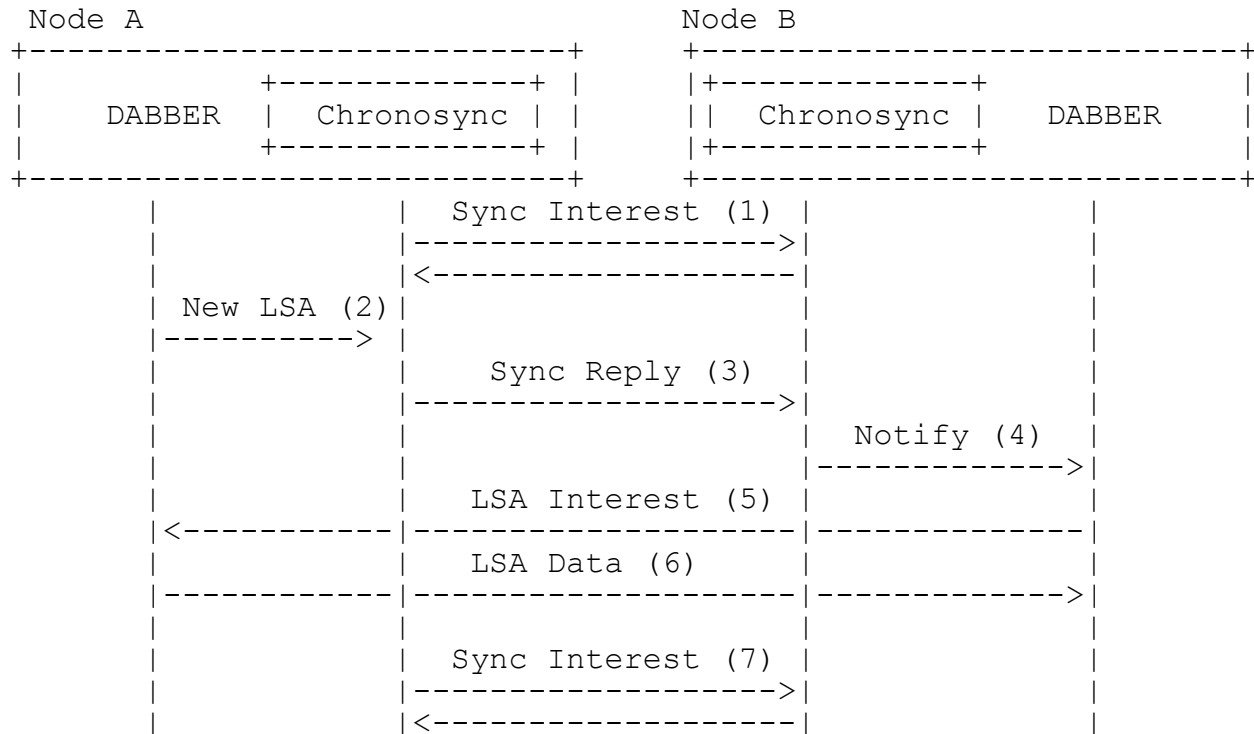 Node A Node B
DABBER Chronosync Chronosync DABBER
Sync Interest (1)
New LSA (2)
Sync Reply (3)
Notify (4)
LSA Interest (5)
LSA Data (6)
Sync Interest (7)